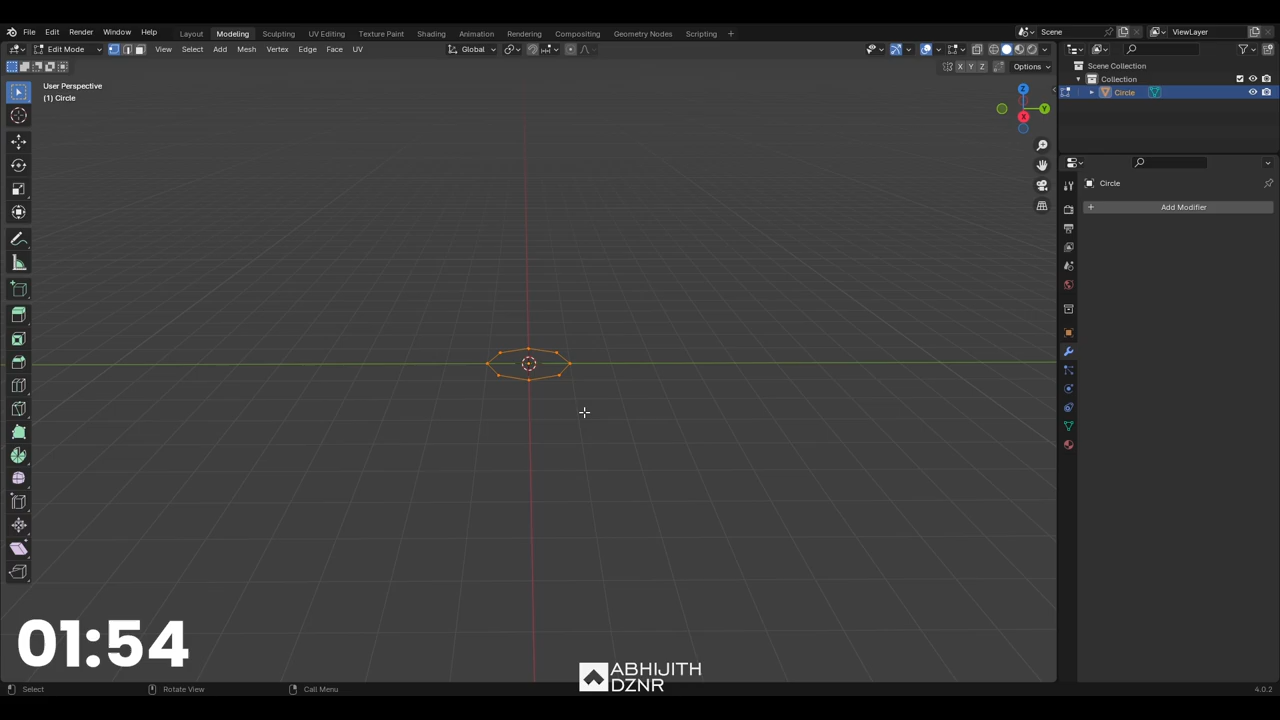 File Edit Render Window Help
Layout Modeling Sculpting UV Editing Texture Paint Shading Animation Rendering Compositing Geometry Nodes Scripting +
Scene
ViewLayer
Edit Mode
View Select Add Mesh Vertex Edge Face UV
Global
X Y Z
Options
User Perspective
(1) Circle
Z
Y
X
Scene Collection
Collection
Circle
Circle
+ Add Modifier
01:54
ABHIJITH
DZNR
Select
Rotate View
Call Menu
4.0.2